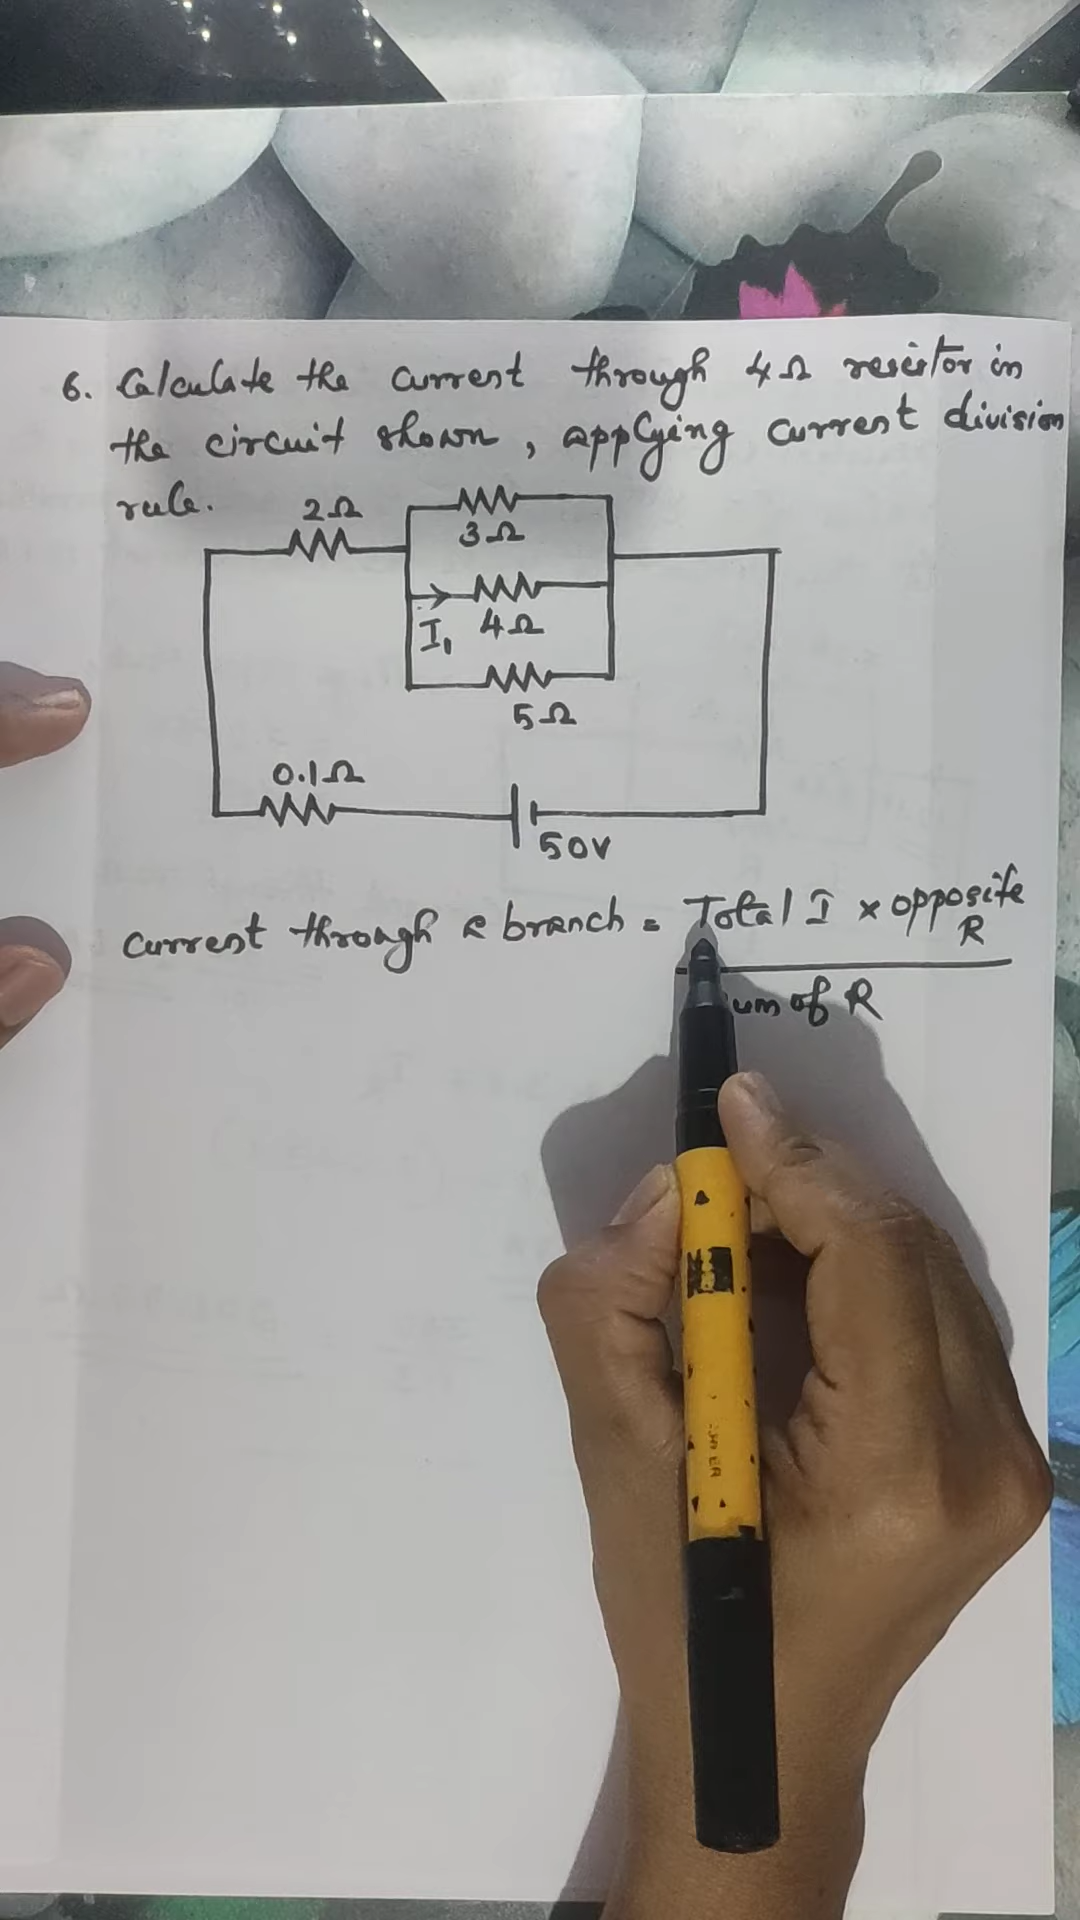 6. Calculate the current through 4Ω resistor in
the circuit shown, applying current division
rule.
2Ω
3Ω
I₁ 4Ω
5Ω
0.1Ω
50V
current through a branch = Total I × opposite
R
um of R